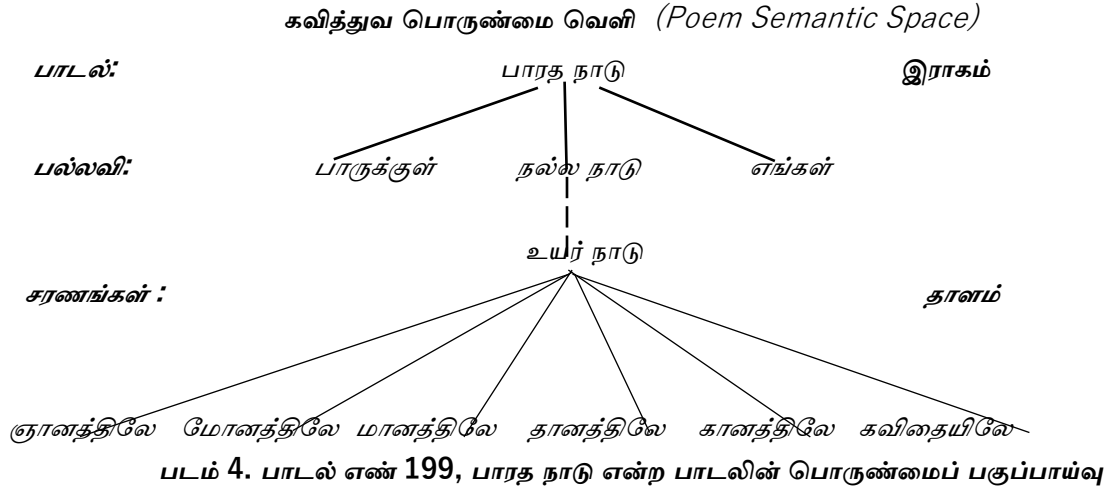 கவித்துவ பொருண்மை வெளி (Poem Semantic Space)
பாடல்: பாரத நாடு இராகம்
பல்லவி: பாருக்குள் நல்ல நாடு எங்கள்
உயர் நாடு
சரணங்கள் : தாளம்
ஞானத்திலே மோனத்திலே மானத்திலே தானத்திலே கானத்திலே கவிதையிலே
படம் 4. பாடல் எண் 199, பாரத நாடு என்ற பாடலின் பொருண்மைப் பகுப்பாய்வு